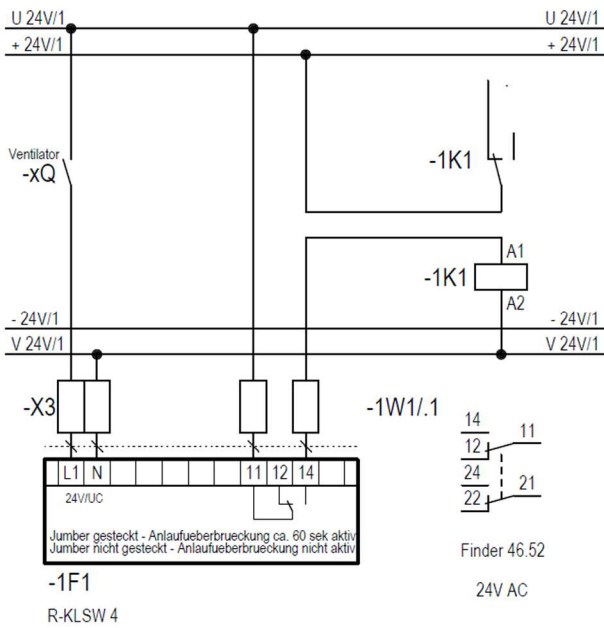 U 24V/1 U 24V/1
+ 24V/1 + 24V/1
Ventilator
-xQ
-1K1
A1
-1K1
A2
- 24V/1 - 24V/1
V 24V/1 V 24V/1
-X3 -1W1/.1
L1 N 11 12 14
24V/UC
Jumber gesteckt - Anlaufueberbrueckung ca. 60 sek aktiv
Jumber nicht gesteckt - Anlaufueberbrueckung nicht aktiv
-1F1
R-KLSW 4
14
12 11
24
22 21
Finder 46.52
24V AC